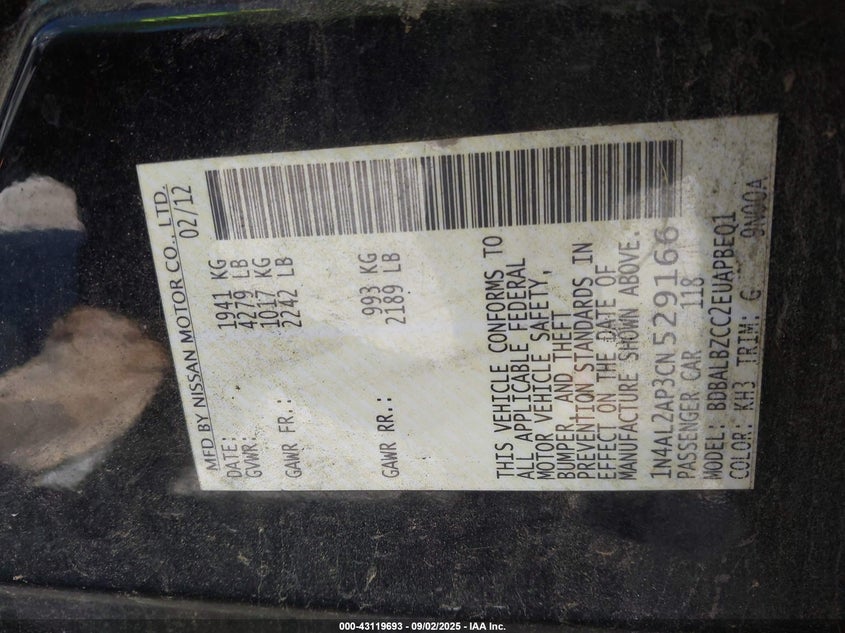 MFD BY NISSAN MOTOR CO., LTD.
DATE: 02/12
GVWR: 1941 KG
4279 LB
GAWR FR.: 1017 KG
2242 LB
GAWR RR.: 993 KG
2189 LB
THIS VEHICLE CONFORMS TO
ALL APPLICABLE FEDERAL
MOTOR VEHICLE SAFETY,
BUMPER, AND THEFT
PREVENTION STANDARDS IN
EFFECT ON THE DATE OF
MANUFACTURE SHOWN ABOVE.
1N4AL2AP3CN529166
PASSENGER CAR 118
MODEL: BDBALBZCC2EUAPBEQ1
COLOR: KH3 TRIM: G 9N00A
000-43119693 - 09/02/2025 - IAA Inc.